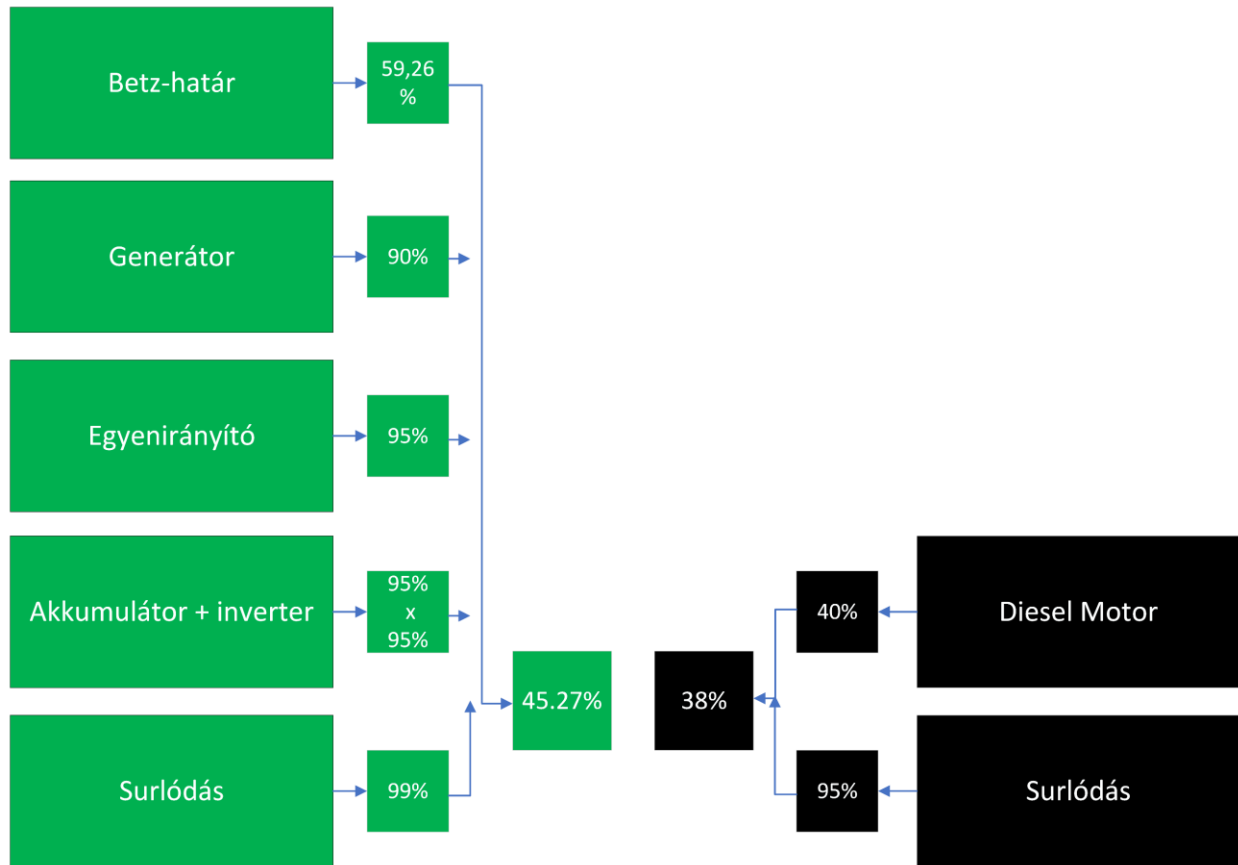 Betz-határ
59,26
%
Generátor
90%
Egyenirányító
95%
Akkumulátor + inverter
95%
x
95%
40%
Diesel Motor
45.27%
38%
Surlódás
99%
95%
Surlódás